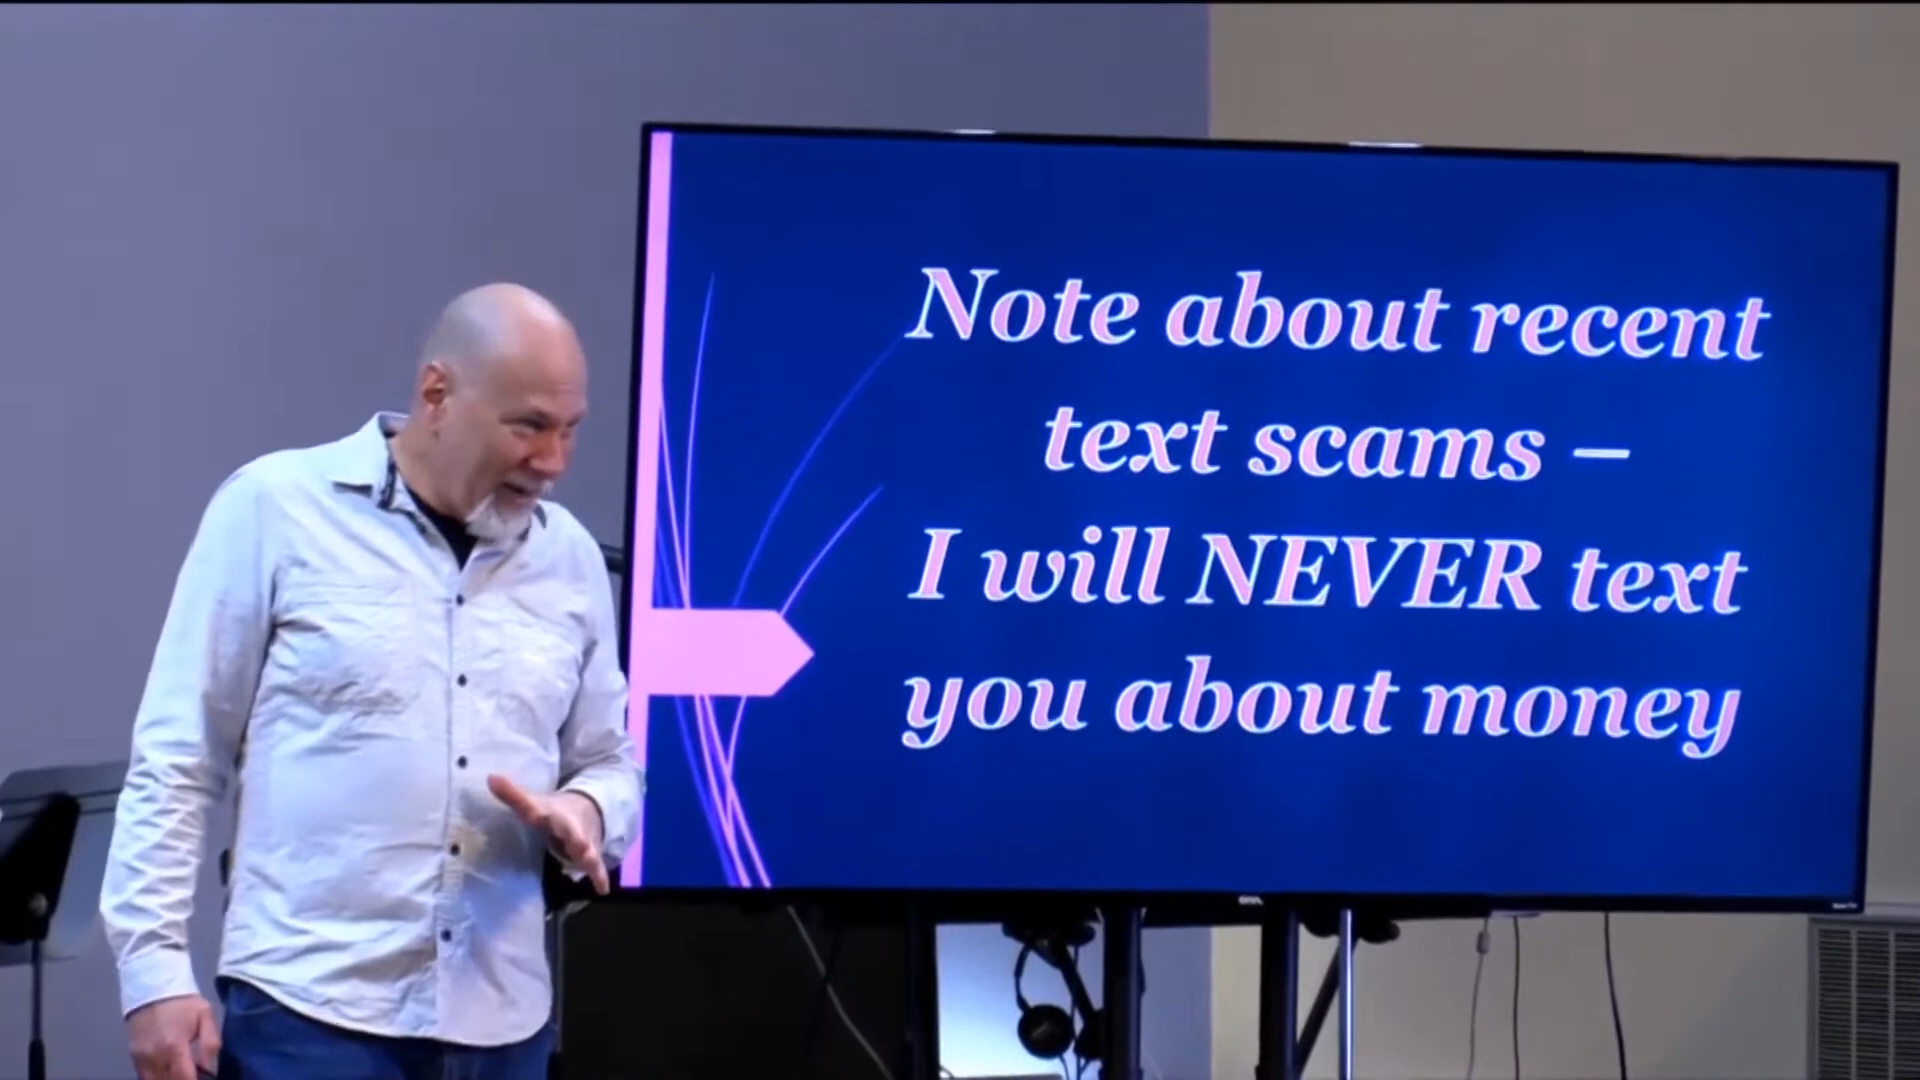 Note about recent
text scams –
I will NEVER text
you about money